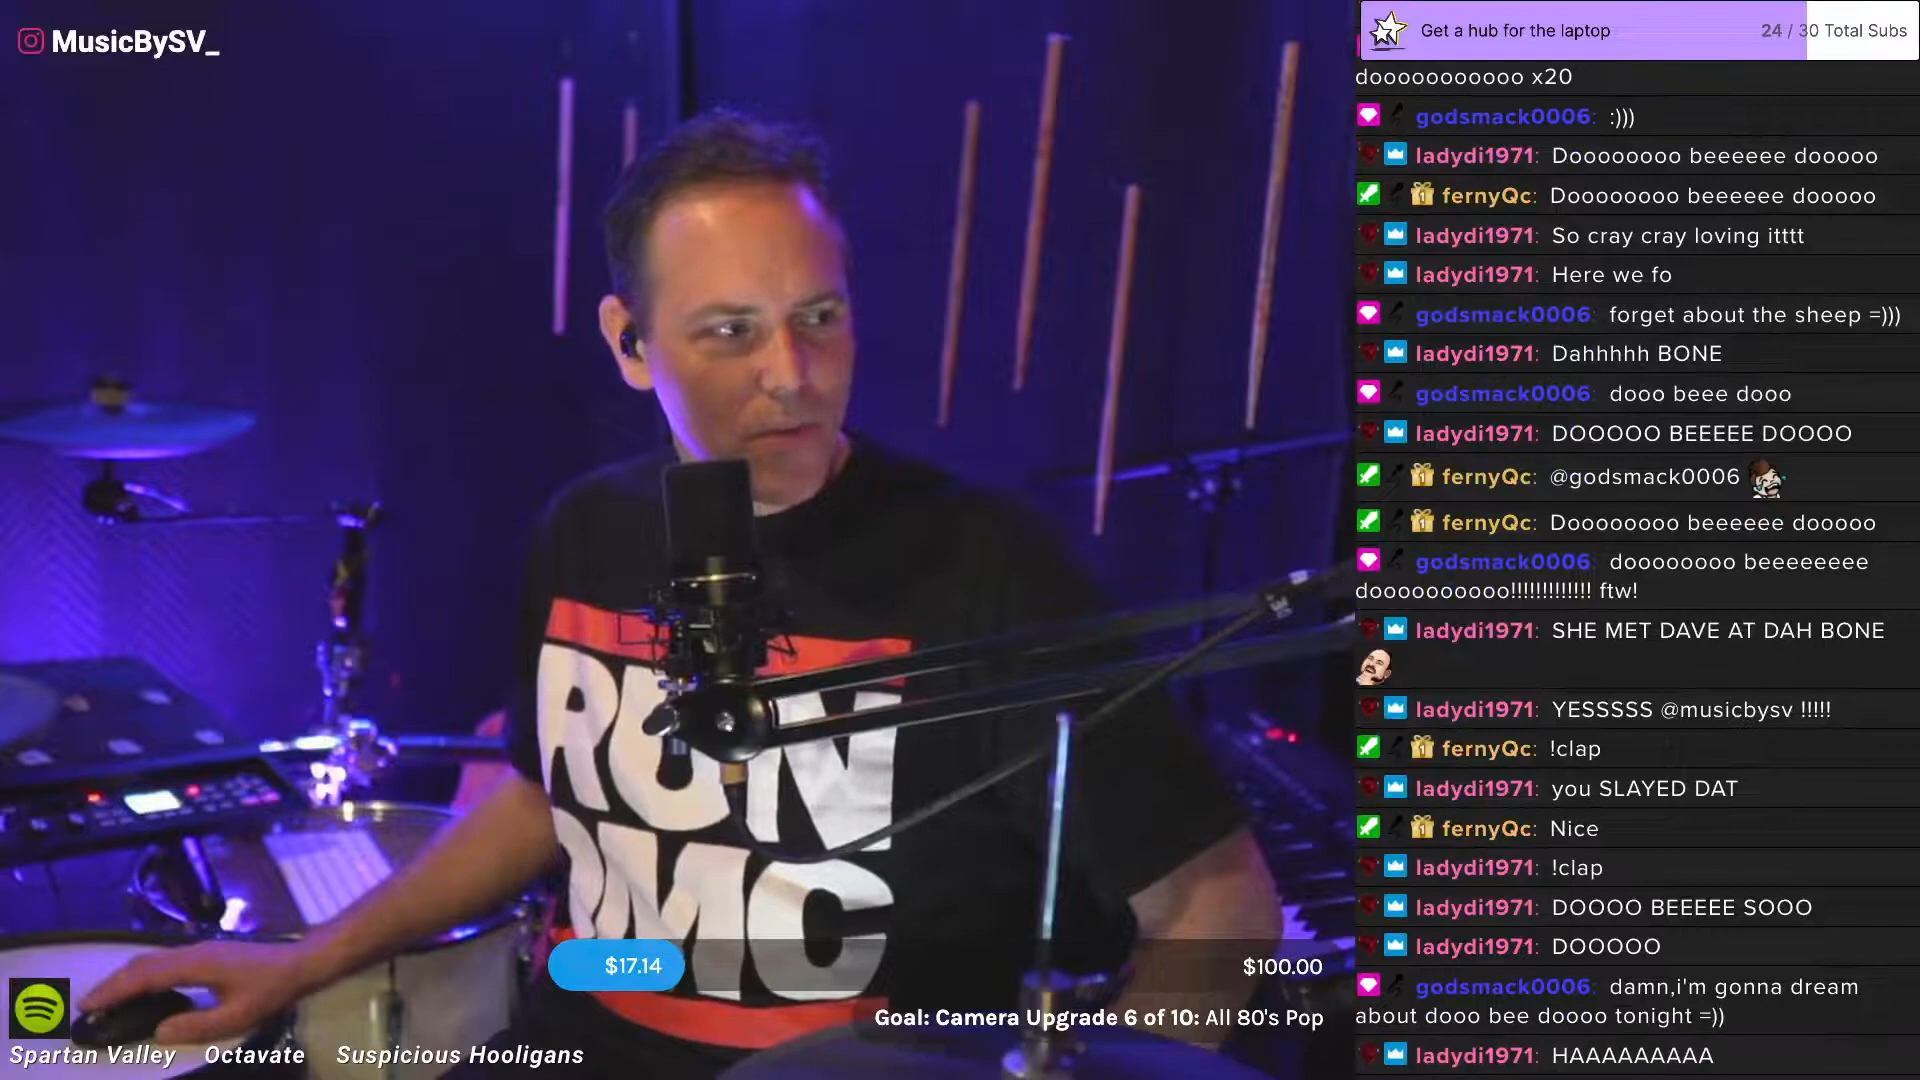 MusicBySV_
Get a hub for the laptop
24 / 30 Total Subs
dooooooooooo x20
godsmack0006: :)))
ladydi1971: Doooooooo beeeeee dooooo
fernyQc: Doooooooo beeeeee dooooo
ladydi1971: So cray cray loving itttt
ladydi1971: Here we fo
godsmack0006: forget about the sheep =)))
ladydi1971: Dahhhhh BONE
godsmack0006: dooo beee dooo
ladydi1971: DOOOOO BEEEEE DOOOO
fernyQc: @godsmack0006
fernyQc: Doooooooo beeeeee dooooo
godsmack0006: doooooooo beeeeeeee
doooooooooo!!!!!!!!!!!!! ftw!
ladydi1971: SHE MET DAVE AT DAH BONE
ladydi1971: YESSSSS @musicbysv !!!!!
fernyQc: !clap
ladydi1971: you SLAYED DAT
fernyQc: Nice
ladydi1971: !clap
ladydi1971: DOOOO BEEEEE SOOO
ladydi1971: DOOOOO
godsmack0006: damn,i'm gonna dream
about dooo bee doooo tonight =))
ladydi1971: HAAAAAAAAA
RUN
DMC
$17.14
$100.00
Goal: Camera Upgrade 6 of 10: All 80's Pop
Spartan Valley Octavate Suspicious Hooligans